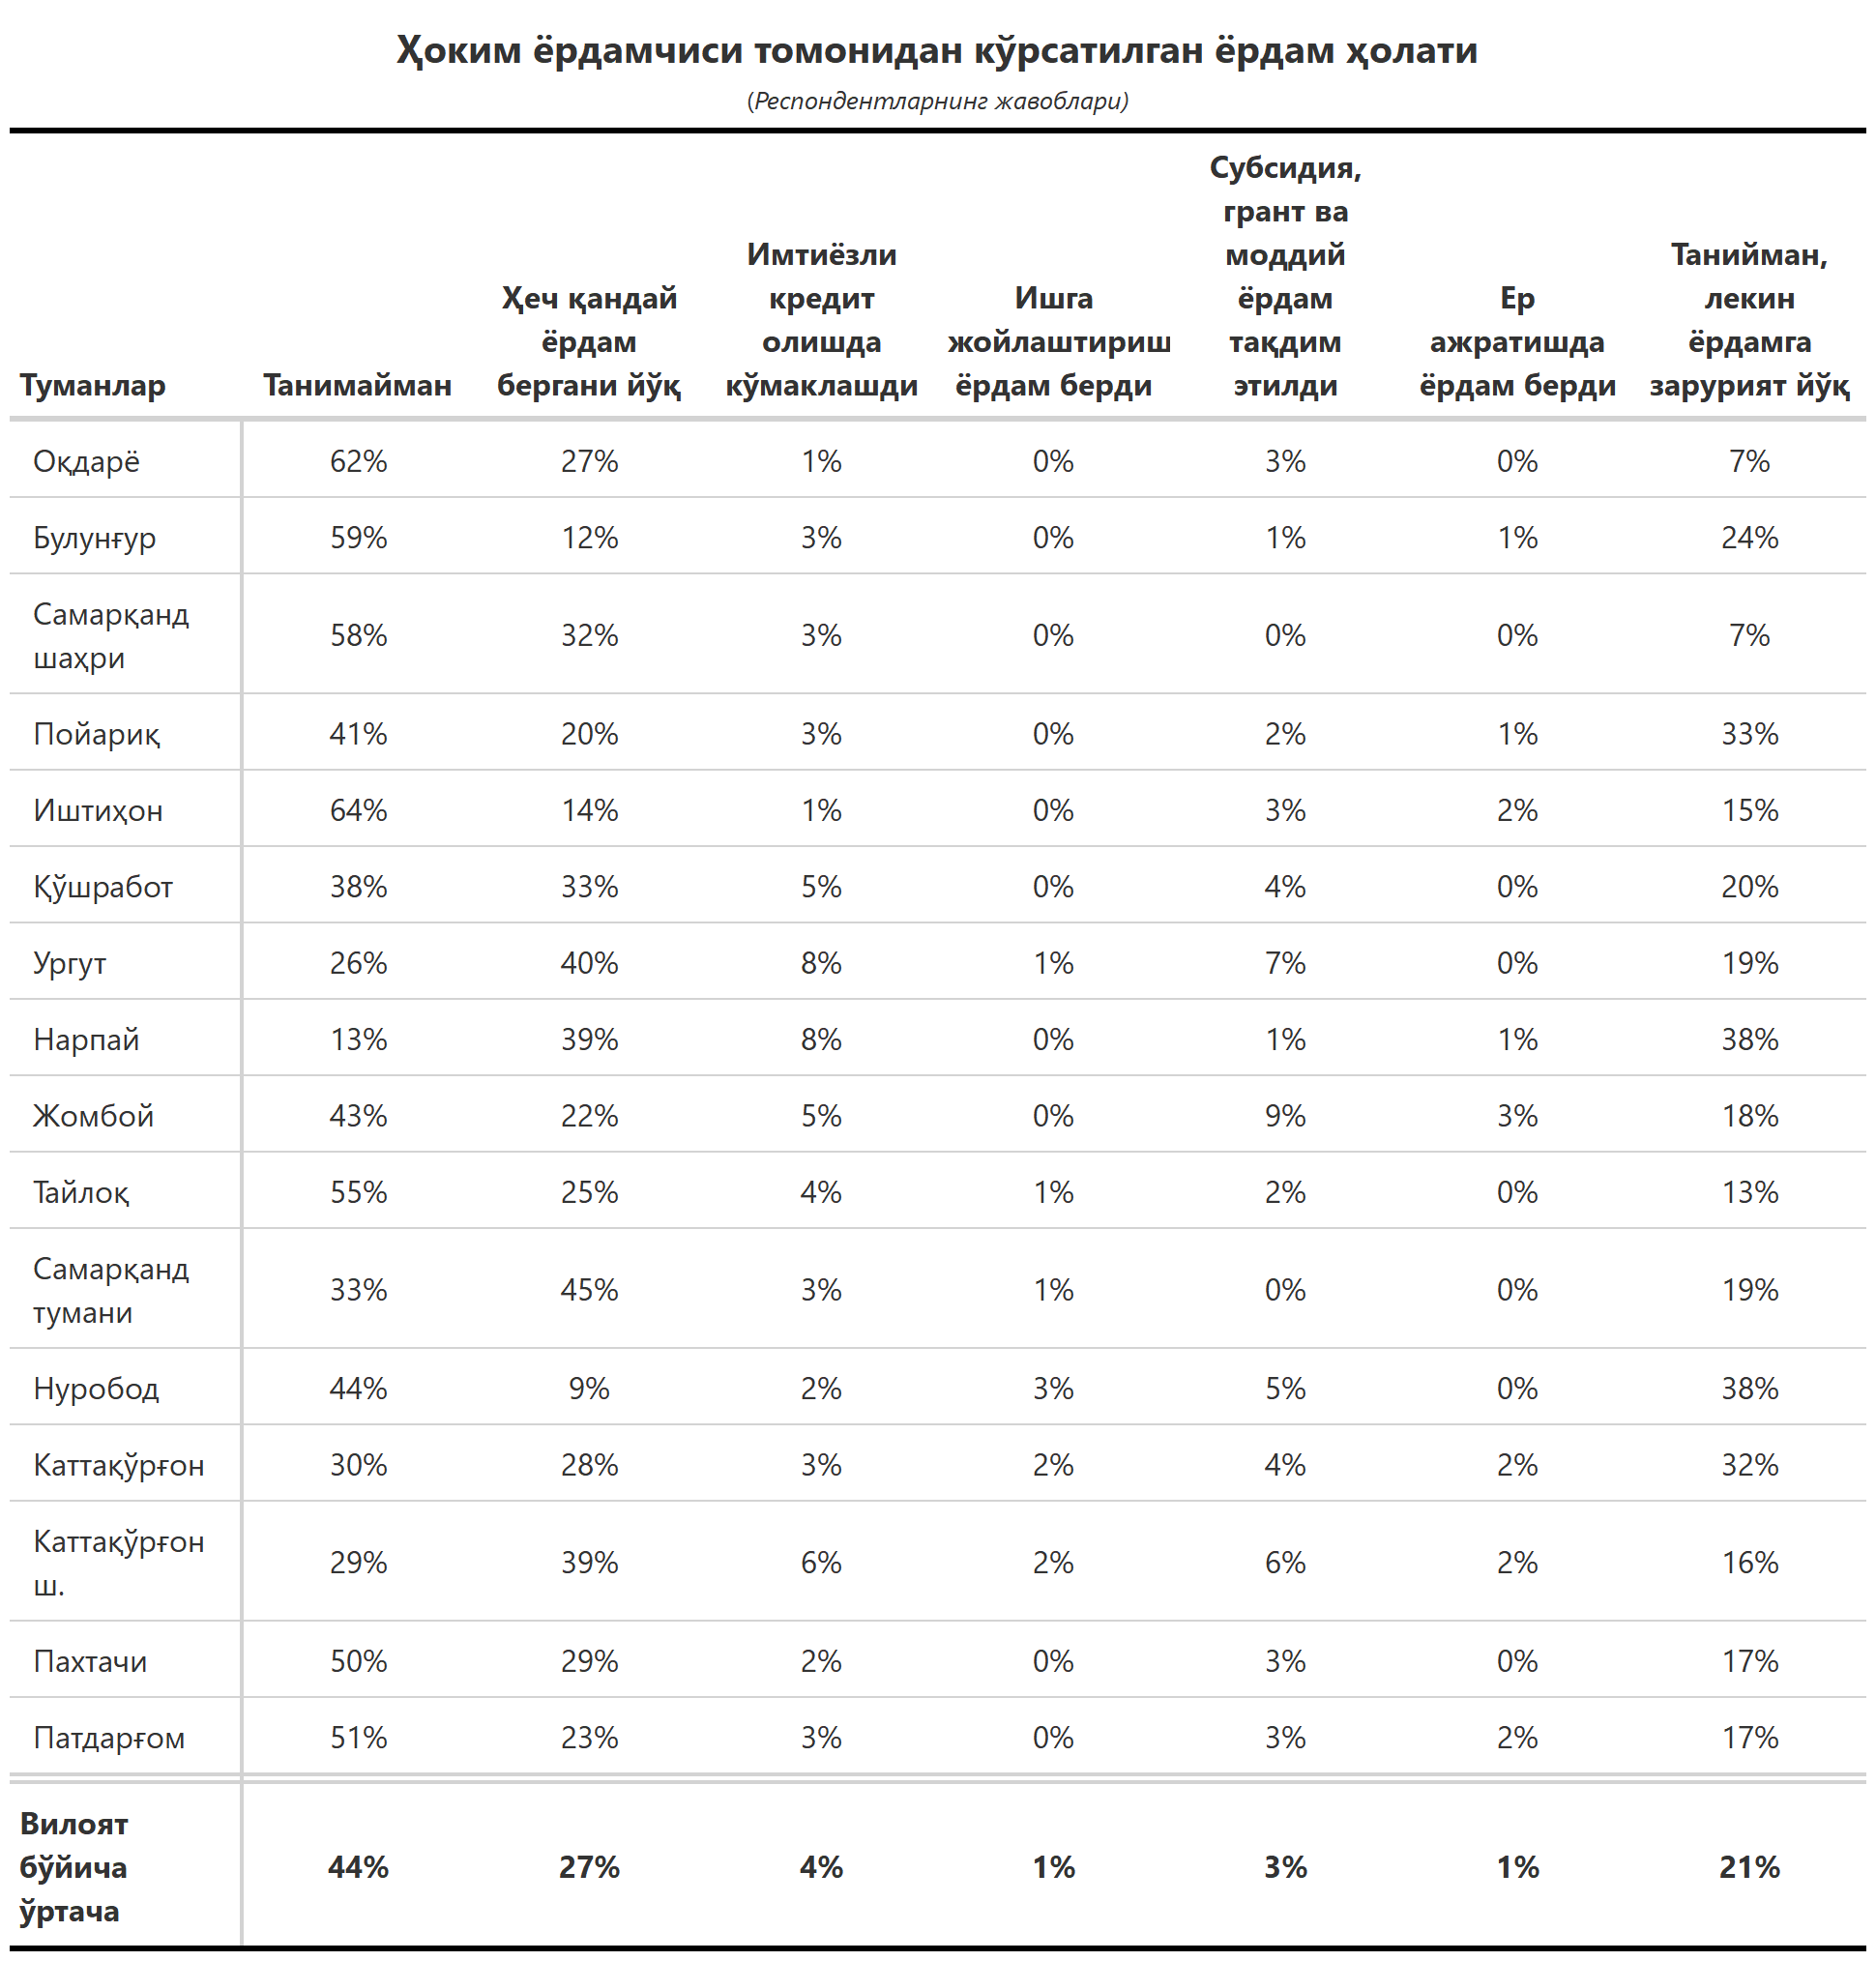 Ҳоким ёрдамчиси томонидан кўрсатилган ёрдам ҳолати
(Респондентларнинг жавоблари)
Туманлар
Танимайман
Ҳеч қандай
ёрдам
бергани йўқ
Имтиёзли
кредит
олишда
кўмаклашди
Ишга
жойлаштириш
ёрдам берди
Субсидия,
грант ва
моддий
ёрдам
тақдим
этилди
Ер
ажратишда
ёрдам берди
Танийман,
лекин
ёрдамга
зарурият йўқ
Оқдарё 62% 27% 1% 0% 3% 0% 7%
Булунғур 59% 12% 3% 0% 1% 1% 24%
Самарқанд
шаҳри 58% 32% 3% 0% 0% 0% 7%
Пойариқ 41% 20% 3% 0% 2% 1% 33%
Иштиҳон 64% 14% 1% 0% 3% 2% 15%
Қўшработ 38% 33% 5% 0% 4% 0% 20%
Ургут 26% 40% 8% 1% 7% 0% 19%
Нарпай 13% 39% 8% 0% 1% 1% 38%
Жомбой 43% 22% 5% 0% 9% 3% 18%
Тайлоқ 55% 25% 4% 1% 2% 0% 13%
Самарқанд
тумани 33% 45% 3% 1% 0% 0% 19%
Нуробод 44% 9% 2% 3% 5% 0% 38%
Каттақўрғон 30% 28% 3% 2% 4% 2% 32%
Каттақўрғон
ш. 29% 39% 6% 2% 6% 2% 16%
Пахтачи 50% 29% 2% 0% 3% 0% 17%
Патдарғом 51% 23% 3% 0% 3% 2% 17%
Вилоят
бўйича
ўртача
44% 27% 4% 1% 3% 1% 21%